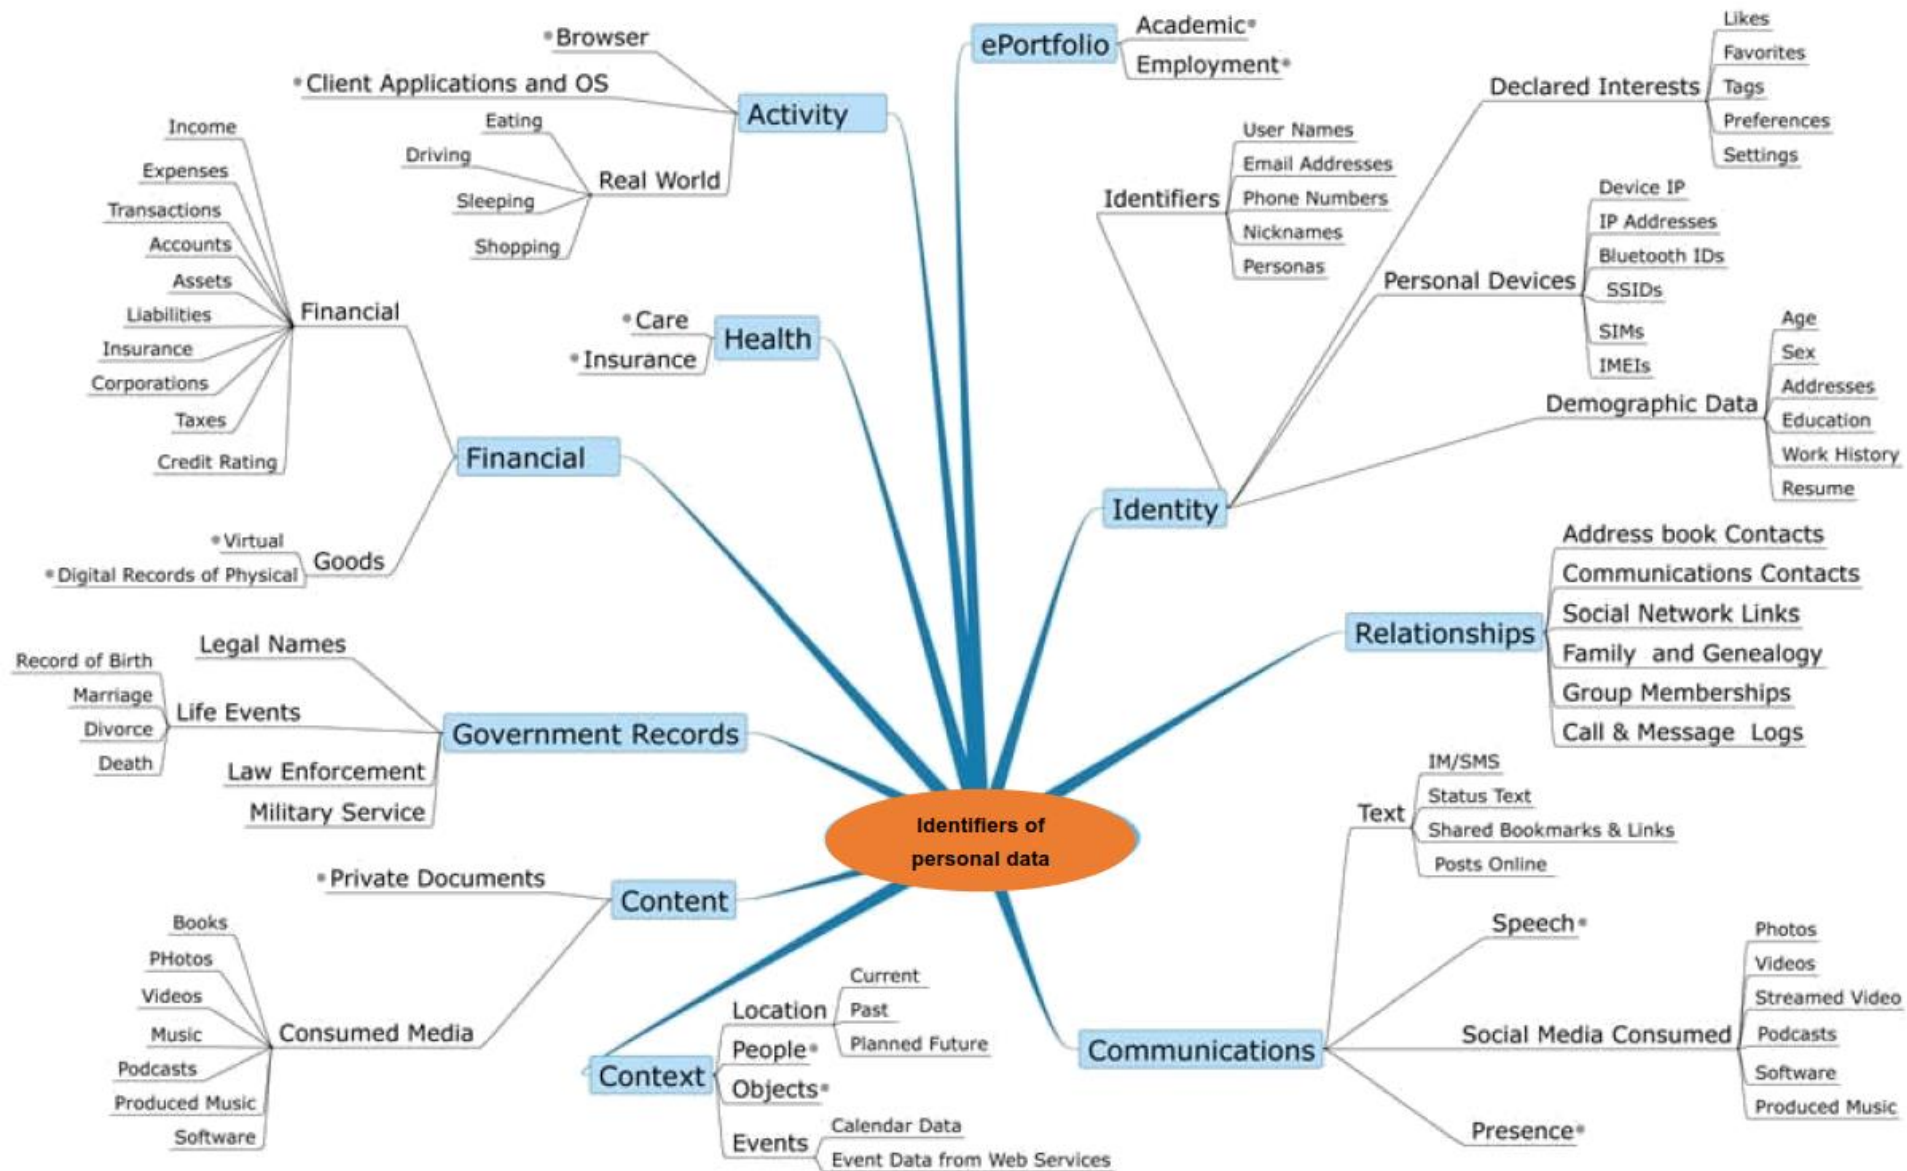 ePortfolio
Academic
Employment
Activity
Browser
Client Applications and OS
Real World
Eating
Driving
Sleeping
Shopping
Health
Care
Insurance
Financial
Financial
Income
Expenses
Transactions
Accounts
Assets
Liabilities
Insurance
Corporations
Taxes
Credit Rating
Goods
Virtual
Digital Records of Physical
Government Records
Legal Names
Life Events
Record of Birth
Marriage
Divorce
Death
Law Enforcement
Military Service
Content
Private Documents
Consumed Media
Books
PHotos
Videos
Music
Podcasts
Produced Music
Software
Context
Location
Current
Past
Planned Future
People
Objects
Events
Calendar Data
Event Data from Web Services
Identifiers of
personal data
Identity
Identifiers
User Names
Email Addresses
Phone Numbers
Nicknames
Personas
Declared Interests
Likes
Favorites
Tags
Preferences
Settings
Personal Devices
Device IP
IP Addresses
Bluetooth IDs
SSIDs
SIMs
IMEIs
Demographic Data
Age
Sex
Addresses
Education
Work History
Resume
Relationships
Address book Contacts
Communications Contacts
Social Network Links
Family and Genealogy
Group Memberships
Call & Message Logs
Communications
Text
IM/SMS
Status Text
Shared Bookmarks & Links
Posts Online
Speech
Social Media Consumed
Photos
Videos
Streamed Video
Podcasts
Software
Produced Music
Presence